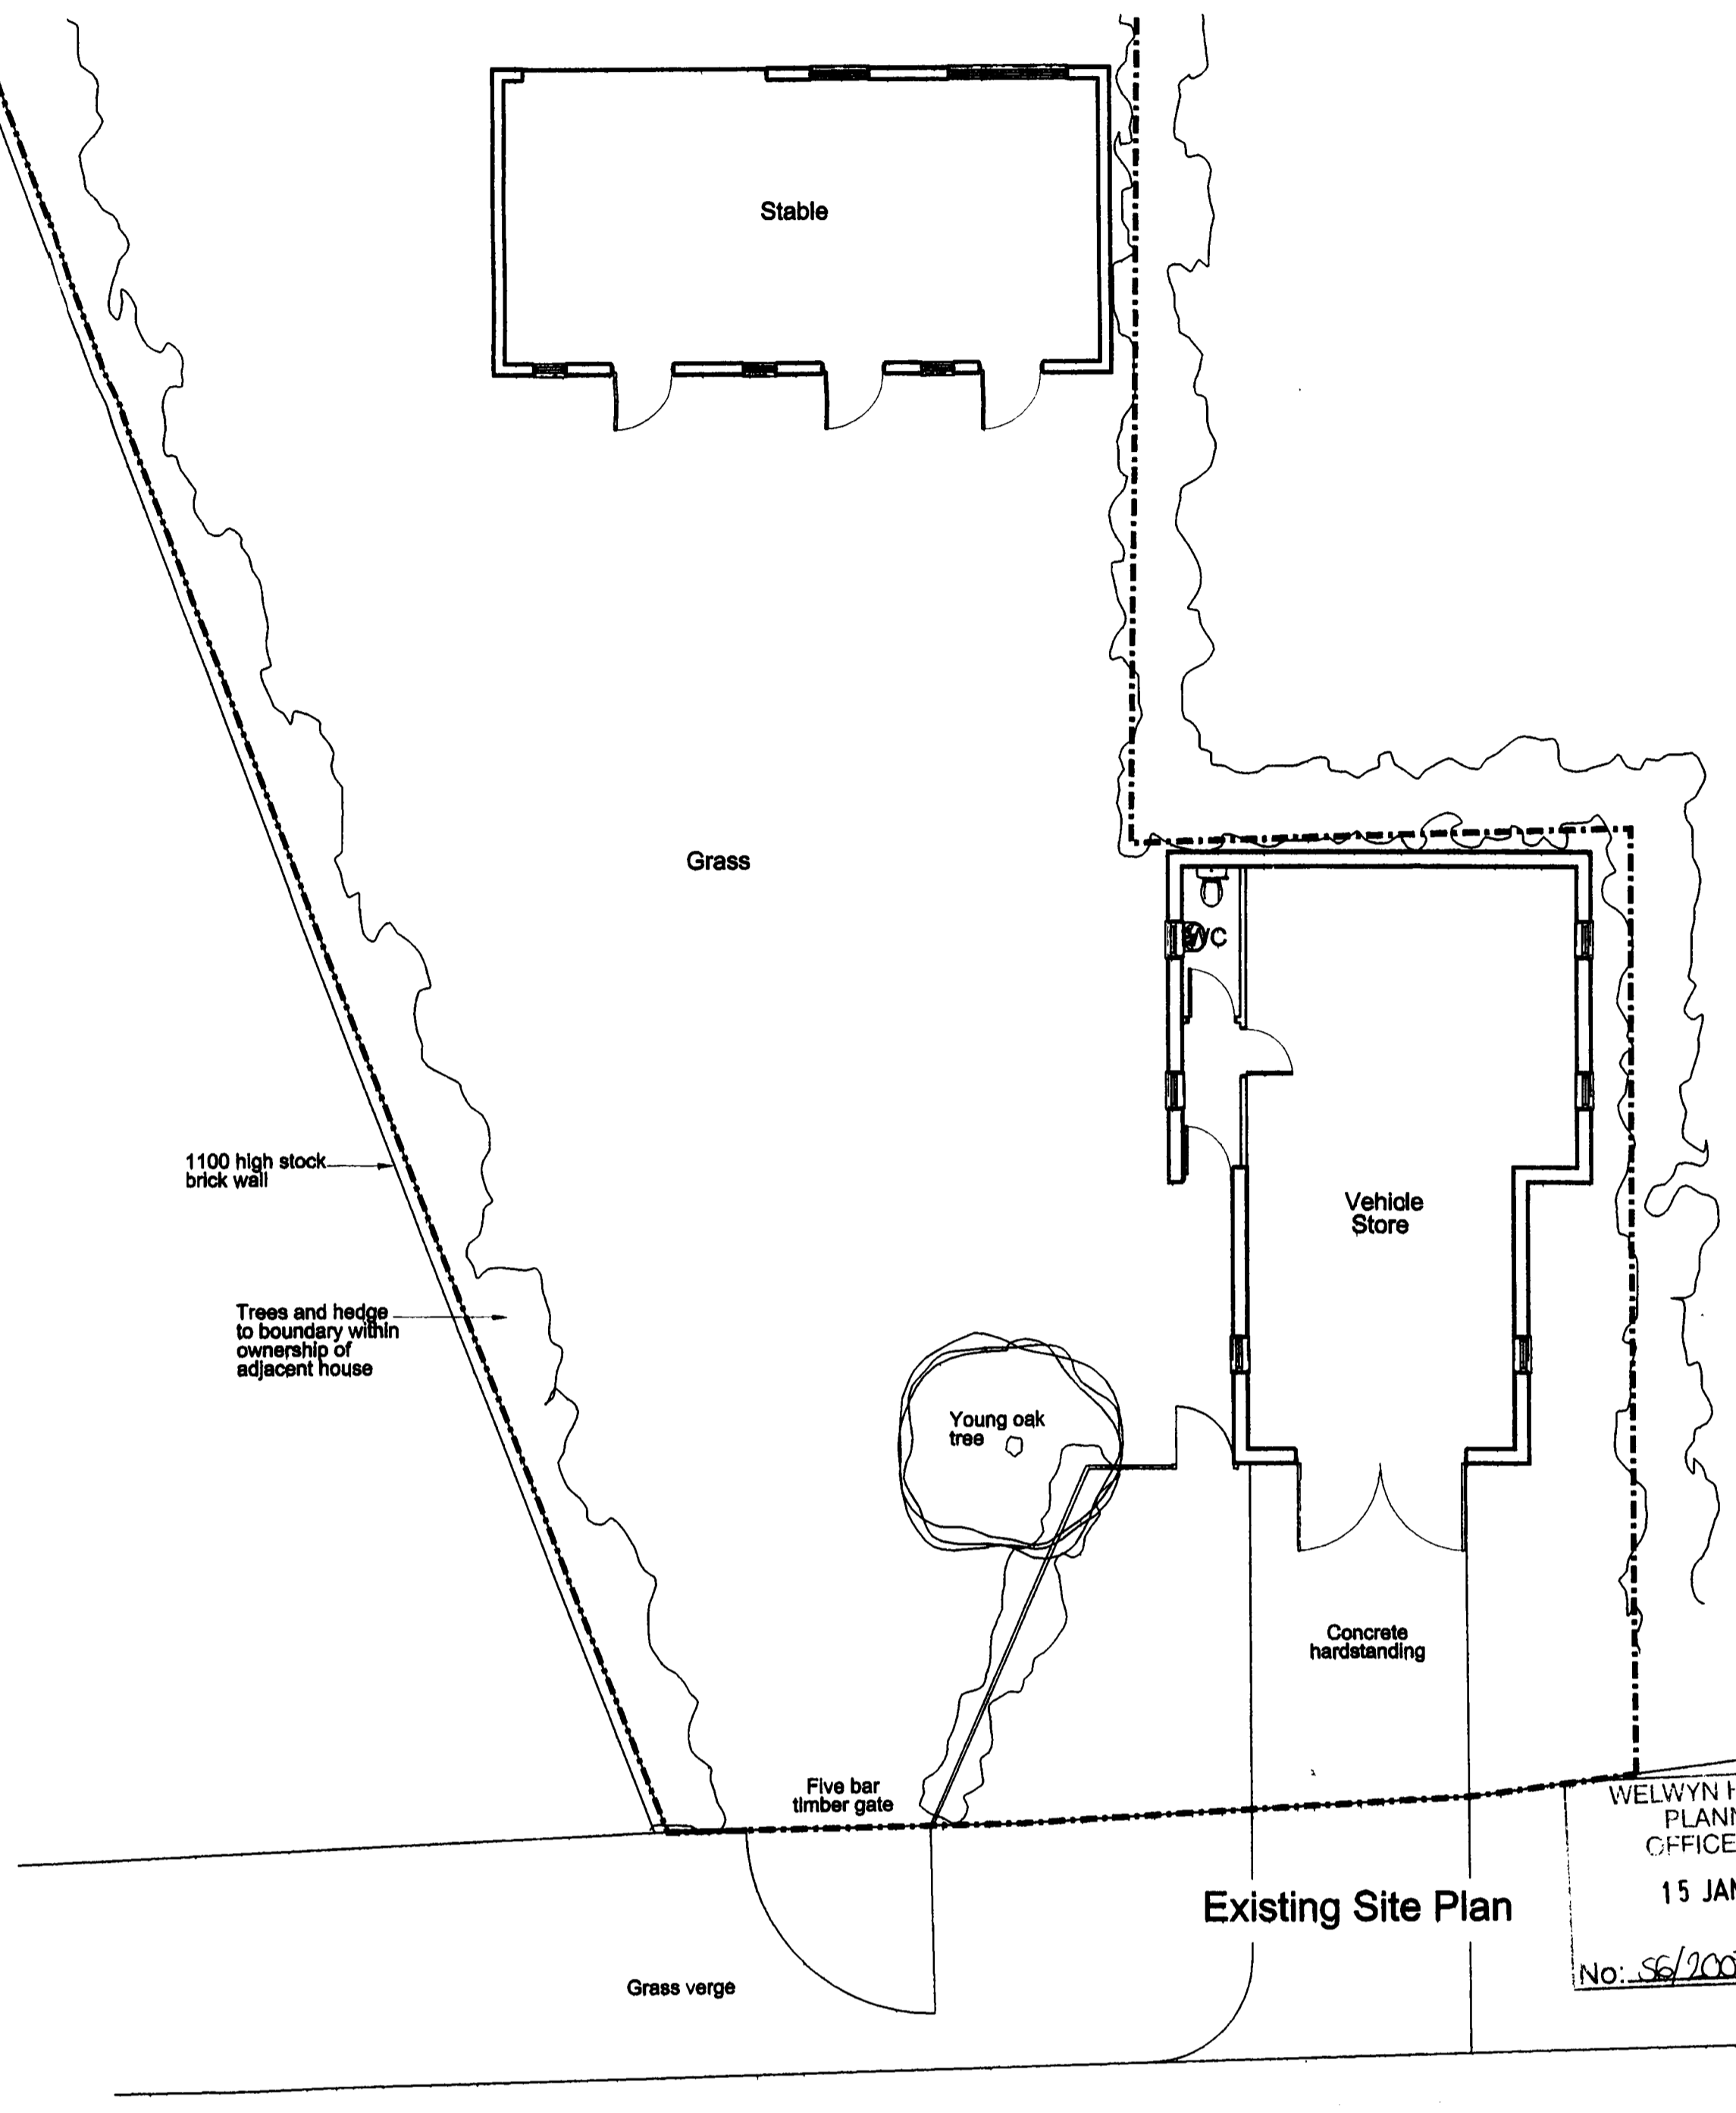 Stable
Grass
WC
1100 high stock
brick wall
Vehicle
Store
Trees and hedge
to boundary within
ownership of
adjacent house
Young oak
tree
Concrete
hardstanding
Five bar
timber gate
WELWYN H
PLANN
OFFICE
15 JAN
Existing Site Plan
No: S6/200
Grass verge